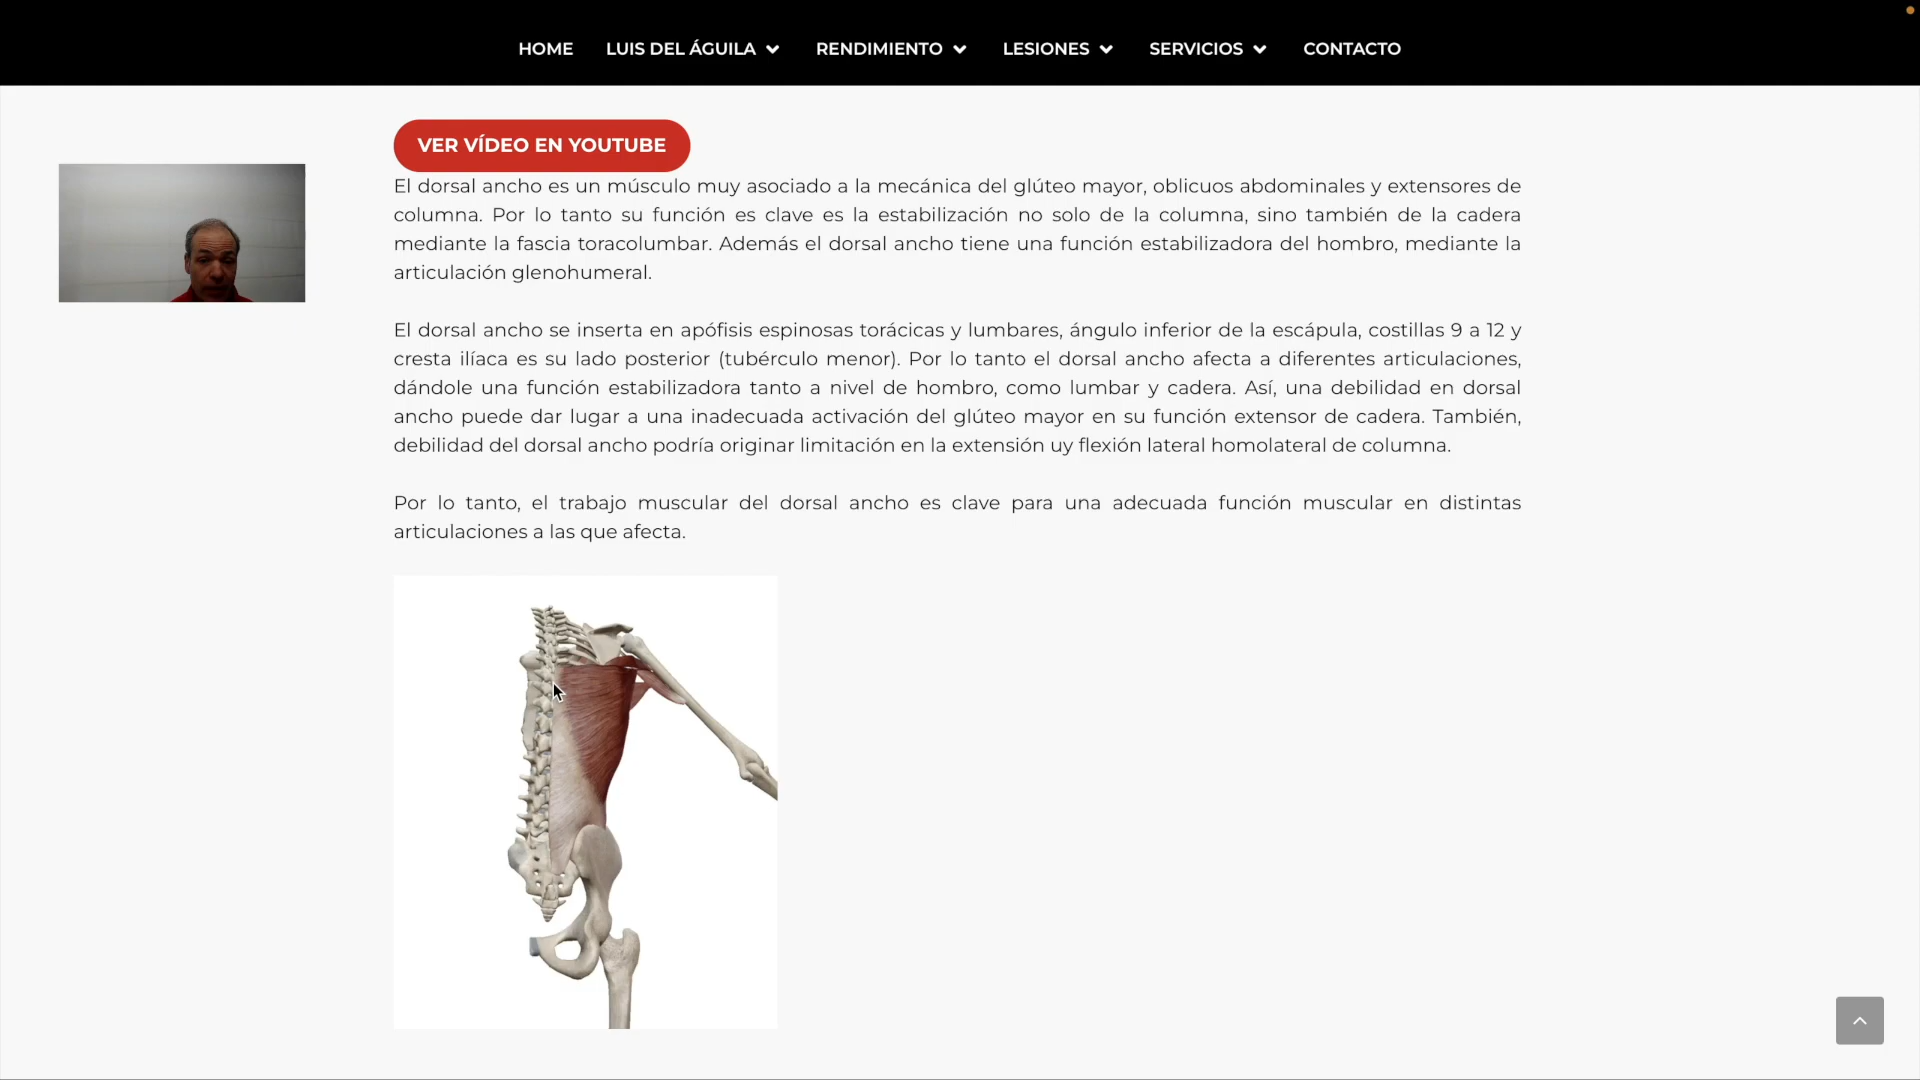 HOME LUIS DEL ÁGUILA RENDIMIENTO LESIONES SERVICIOS CONTACTO
VER VÍDEO EN YOUTUBE
El dorsal ancho es un músculo muy asociado a la mecánica del glúteo mayor, oblicuos abdominales y extensores de
columna. Por lo tanto su función es clave es la estabilización no solo de la columna, sino también de la cadera
mediante la fascia toracolumbar. Además el dorsal ancho tiene una función estabilizadora del hombro, mediante la
articulación glenohumeral.
El dorsal ancho se inserta en apófisis espinosas torácicas y lumbares, ángulo inferior de la escápula, costillas 9 a 12 y
cresta ilíaca es su lado posterior (tubérculo menor). Por lo tanto el dorsal ancho afecta a diferentes articulaciones,
dándole una función estabilizadora tanto a nivel de hombro, como lumbar y cadera. Así, una debilidad en dorsal
ancho puede dar lugar a una inadecuada activación del glúteo mayor en su función extensor de cadera. También,
debilidad del dorsal ancho podría originar limitación en la extensión uy flexión lateral homolateral de columna.
Por lo tanto, el trabajo muscular del dorsal ancho es clave para una adecuada función muscular en distintas
articulaciones a las que afecta.